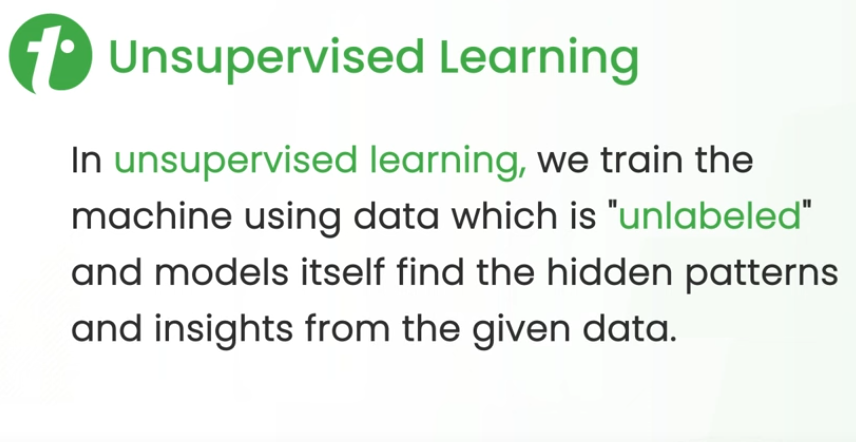 Unsupervised Learning
In unsupervised learning, we train the
machine using data which is "unlabeled"
and models itself find the hidden patterns
and insights from the given data.